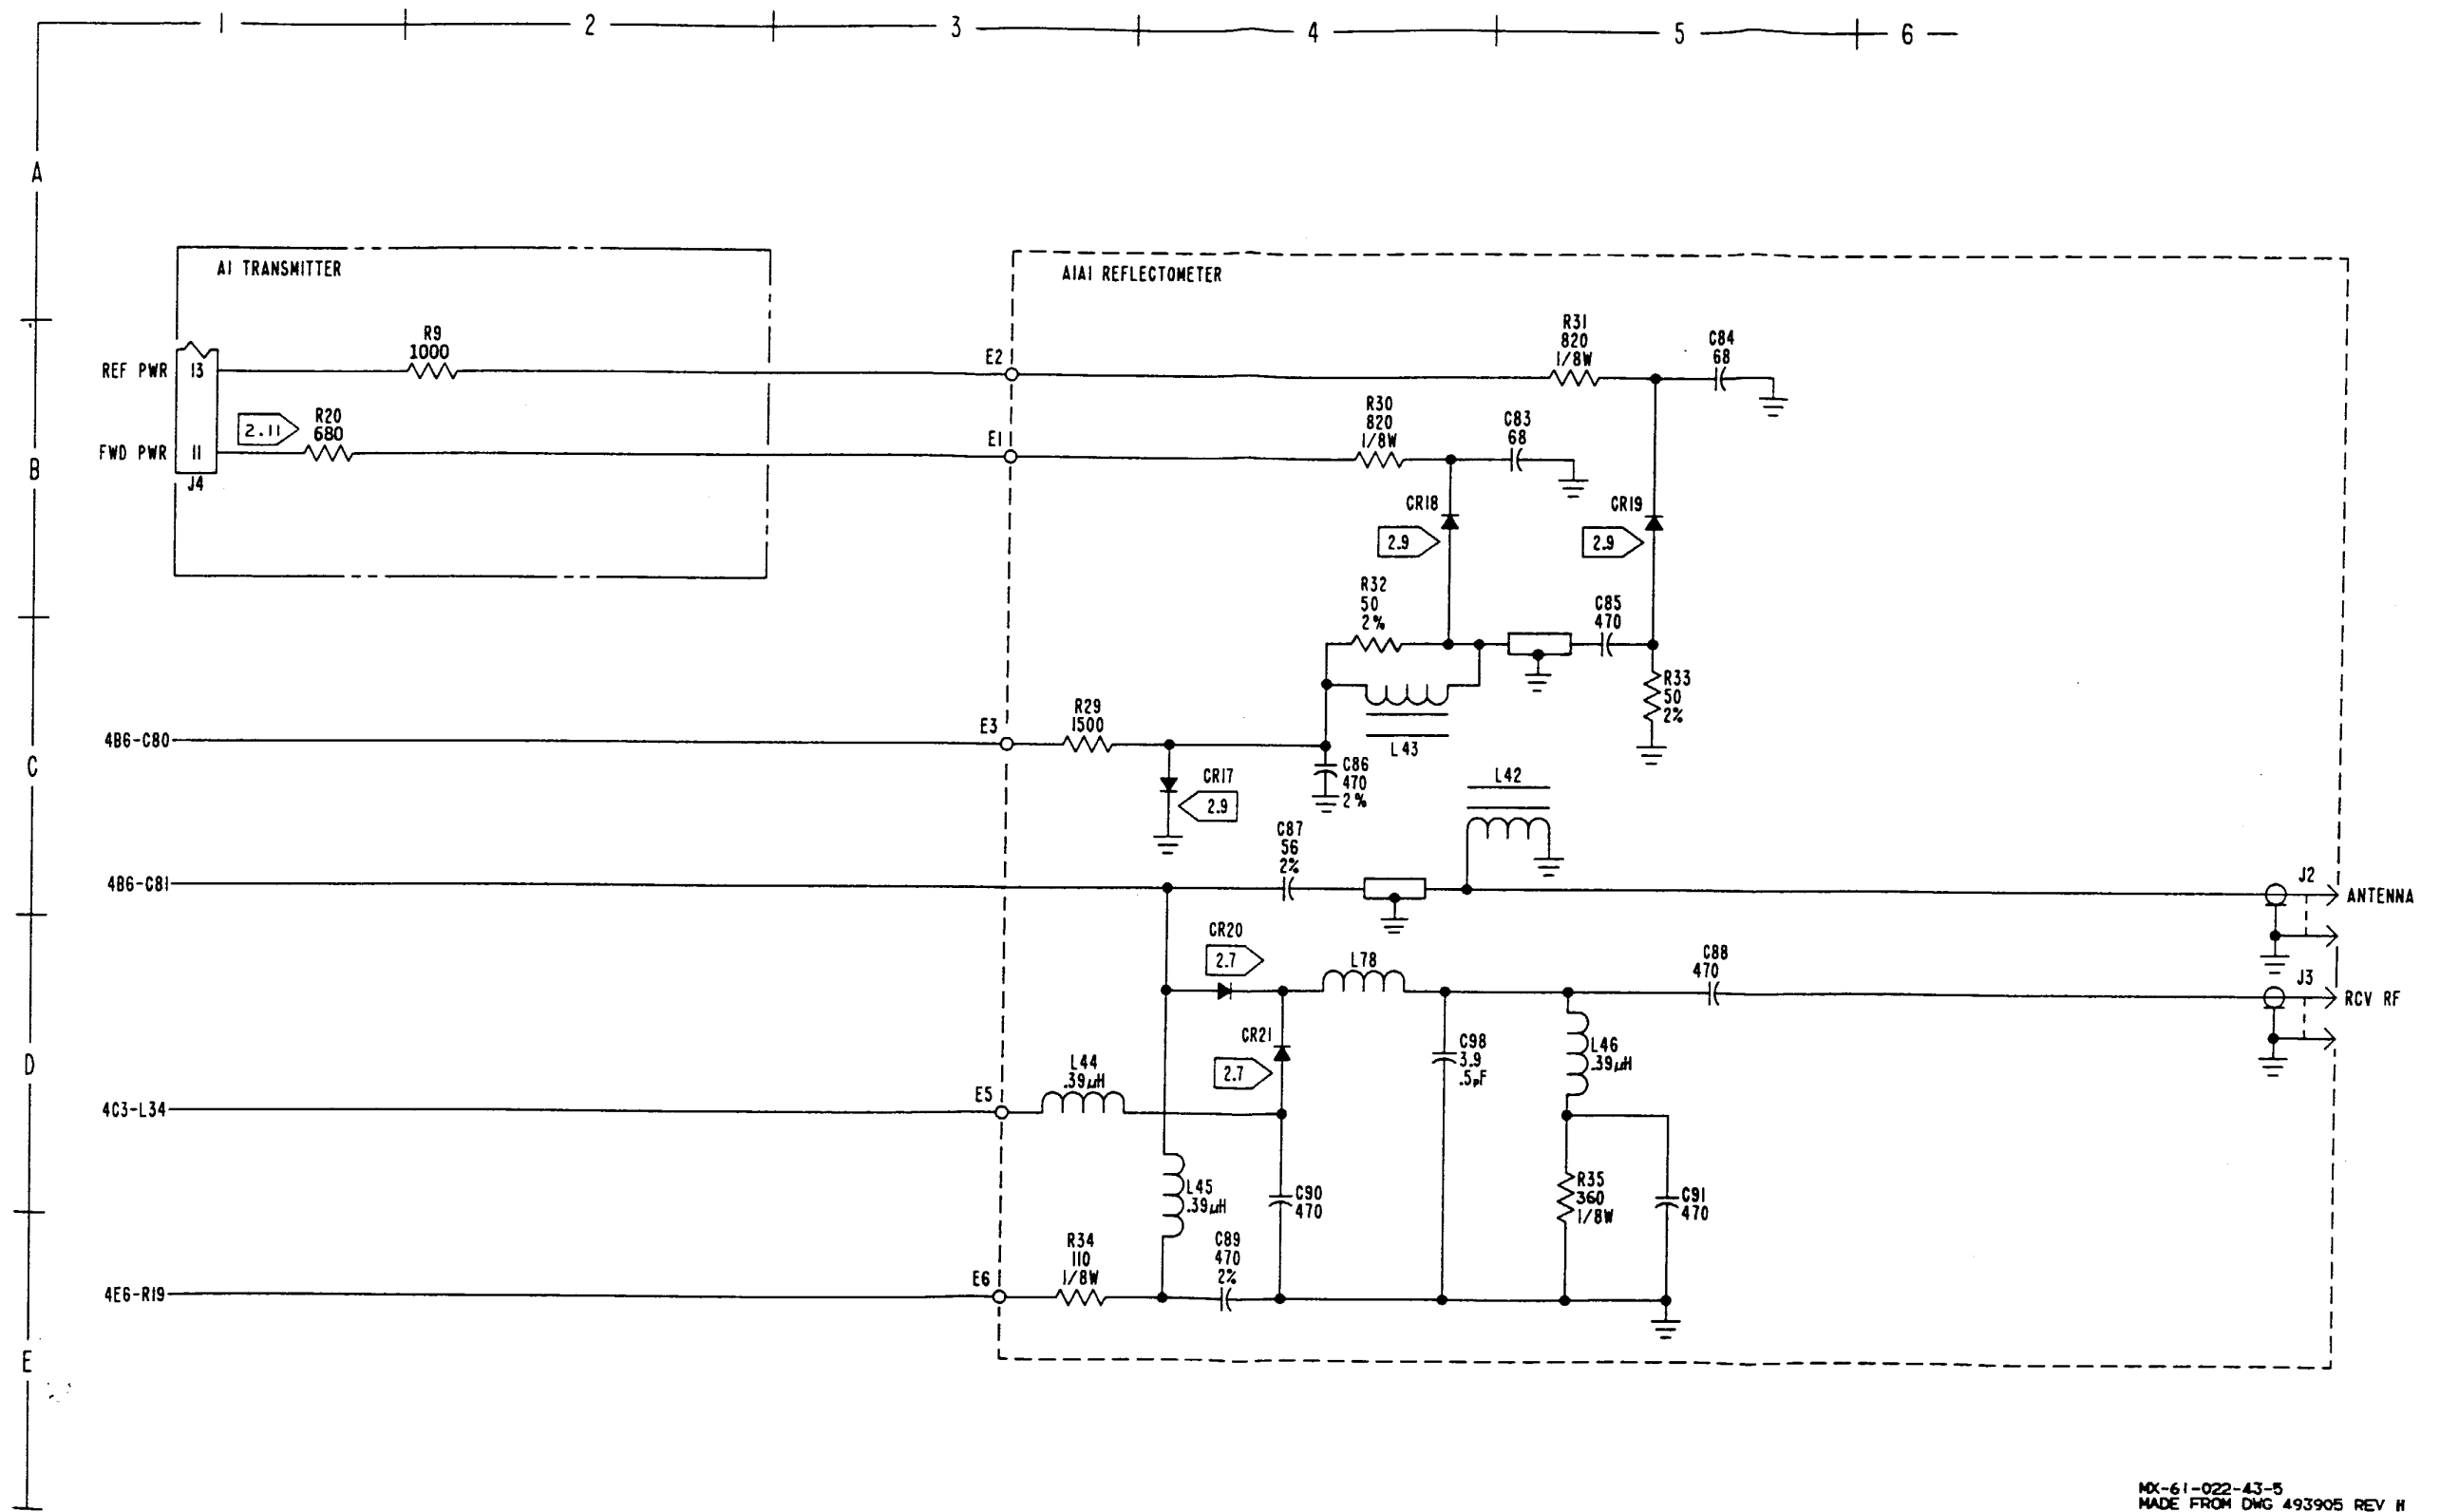 1 2 3 4 5 6
A
B
C
D
E
A1 TRANSMITTER
A1A1 REFLECTOMETER
REF PWR
13
R9
1000
E2
R31
820
1/8W
C84
68
FWD PWR
11
J4
2.11
R20
680
E1
R30
820
1/8W
C83
68
CR18
2.9
CR19
2.9
R32
50
2%
C85
470
R33
50
2%
4B6-C80
E3
R29
1500
L43
CR17
2.9
C86
470
2%
L42
4B6-C81
C87
56
2%
J2
ANTENNA
CR20
2.7
L78
C88
470
J3
RCV RF
CR21
2.7
C98
3.9
.5pF
L46
.39µH
4C3-L34
E5
L44
.39µH
L45
.39µH
C90
470
R35
360
1/8W
C91
470
4E6-R19
E6
R34
110
1/8W
C89
470
2%
MX-61-022-43-5
MADE FROM DWG 493905 REV H